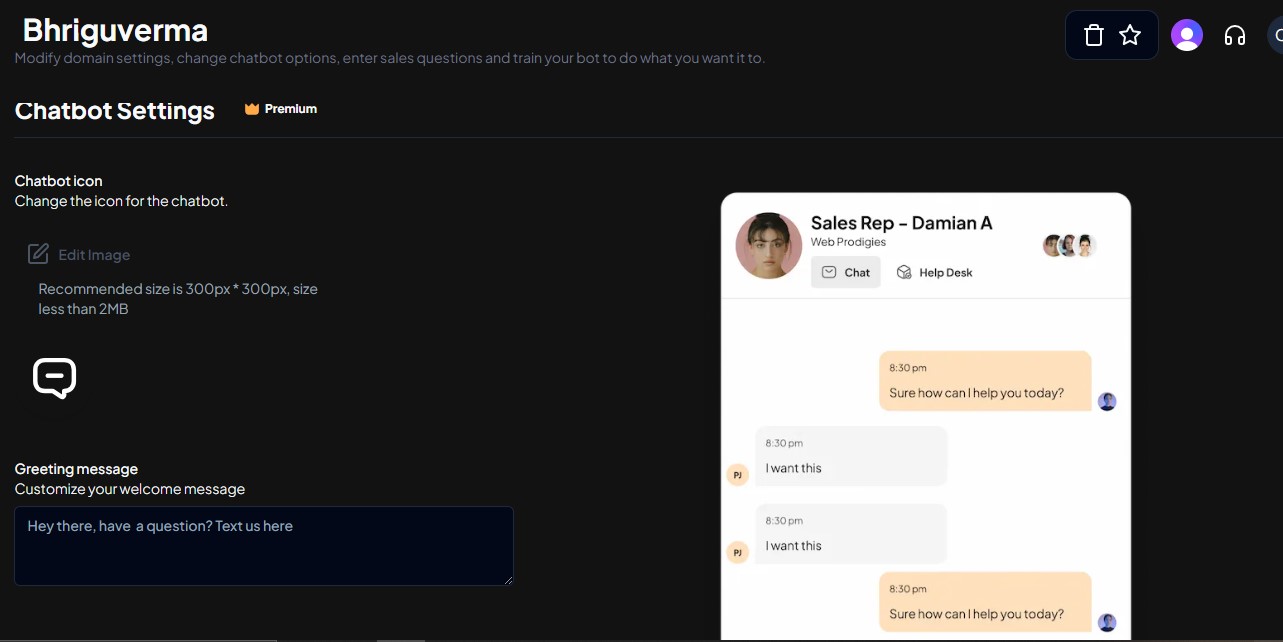 Bhriguverma
Modify domain settings, change chatbot options, enter sales questions and train your bot to do what you want it to.
Chatbot Settings
Premium
Chatbot icon
Change the icon for the chatbot.
Edit Image
Recommended size is 300px * 300px, size
less than 2MB
Greeting message
Customize your welcome message
Hey there, have a question? Text us here
Sales Rep - Damian A
Web Prodigies
Chat
Help Desk
8:30 pm
Sure how can I help you today?
8:30 pm
I want this
PJ
8:30 pm
I want this
PJ
8:30 pm
Sure how can I help you today?